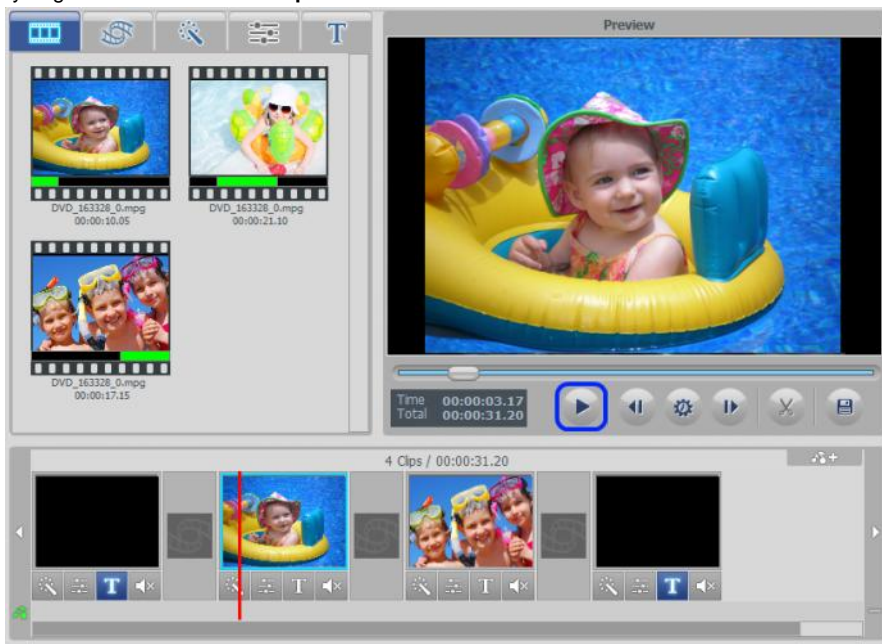 T
Preview
DVD_163328_0.mpg
00:00:10.05
DVD_163328_0.mpg
00:00:21.10
DVD_163328_0.mpg
00:00:17.15
Time 00:00:03.17
Total 00:00:31.20
4 Clips / 00:00:31.20
T T T T